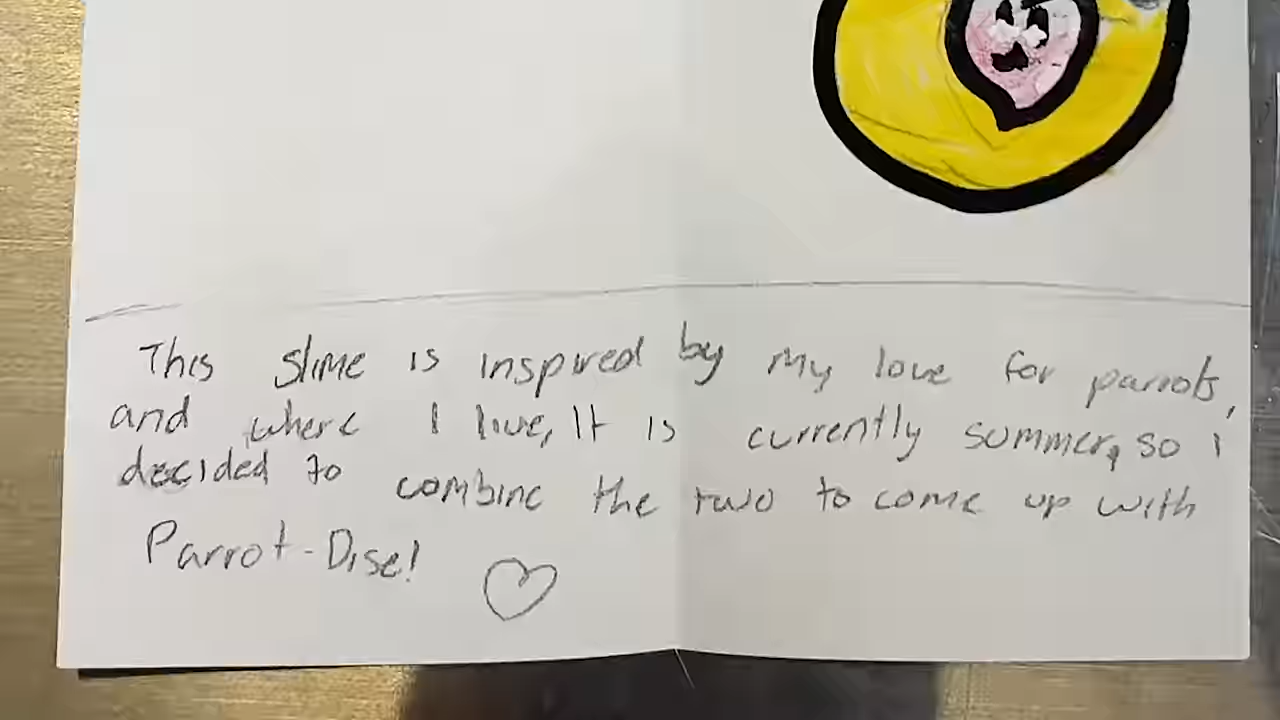 This slime is inspired by my love for parrots,
and where I live, It is currently summer, so i
decided to combine the two to come up with
Parrot-Dise!